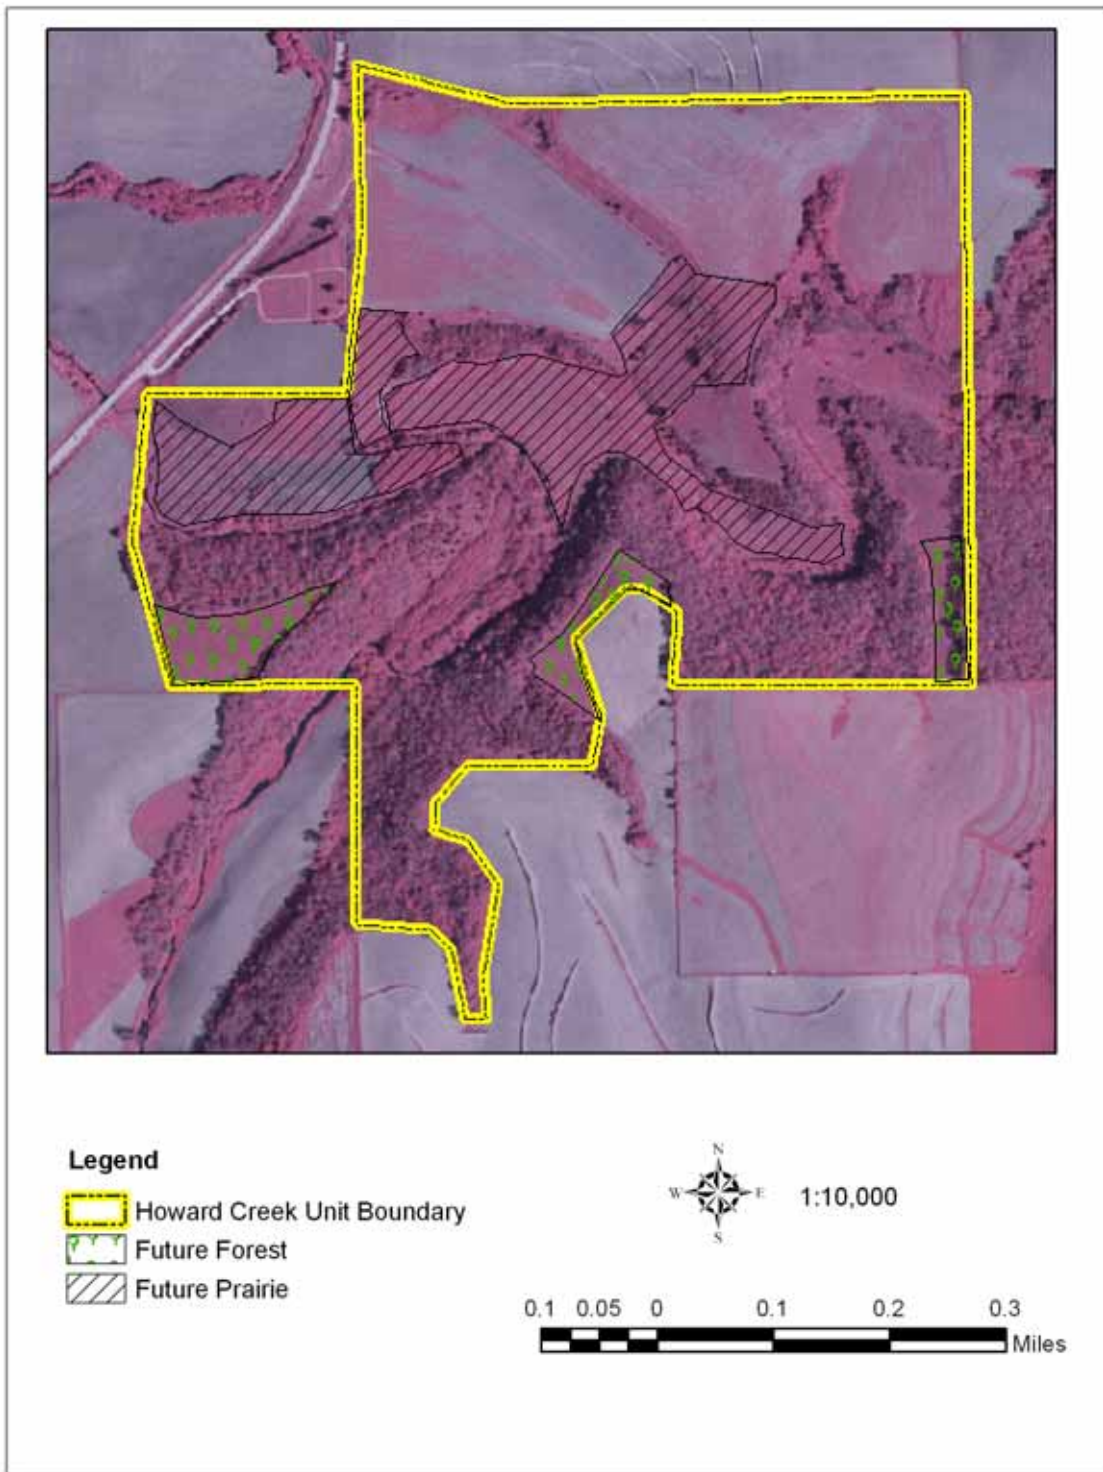 Legend
Howard Creek Unit Boundary
Future Forest
Future Prairie
N
W E
S
1:10,000
0.1 0.05 0 0.1 0.2 0.3
Miles